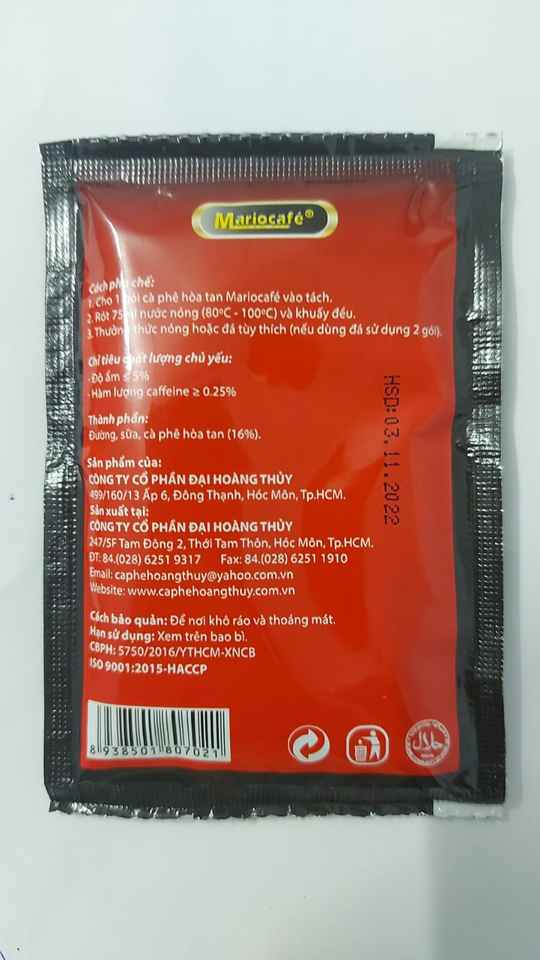 Mariocafé®
Cách pha chế:
1. Cho 1 gói cà phê hòa tan Mariocafé vào tách.
2. Rót 75ml nước nóng (80ºC - 100ºC) và khuấy đều.
3. Thưởng thức nóng hoặc đá tùy thích (nếu dùng đá sử dụng 2 gói).
Chỉ tiêu chất lượng chủ yếu:
- Độ ẩm ≤ 5%
- Hàm lượng caffeine ≥ 0.25%
Thành phần:
Đường, sữa, cà phê hòa tan (16%).
HSD: 03. 11. 2022
Sản phẩm của:
CÔNG TY CỔ PHẦN ĐẠI HOÀNG THỦY
499/160/13 Ấp 6, Đông Thạnh, Hóc Môn, Tp.HCM.
Sản xuất tại:
CÔNG TY CỔ PHẦN ĐẠI HOÀNG THỦY
247/5F Tam Đông 2, Thới Tam Thôn, Hóc Môn, Tp.HCM.
ĐT: 84.(028) 6251 9317 Fax: 84.(028) 6251 1910
Email: caphehoangthuy@yahoo.com.vn
Website: www.caphehoangthuy.com.vn
Cách bảo quản: Để nơi khô ráo và thoáng mát.
Hạn sử dụng: Xem trên bao bì.
CBPH: 5750/2016/YTHCM-XNCB
ISO 9001:2015-HACCP
8 938501 807021
حلال